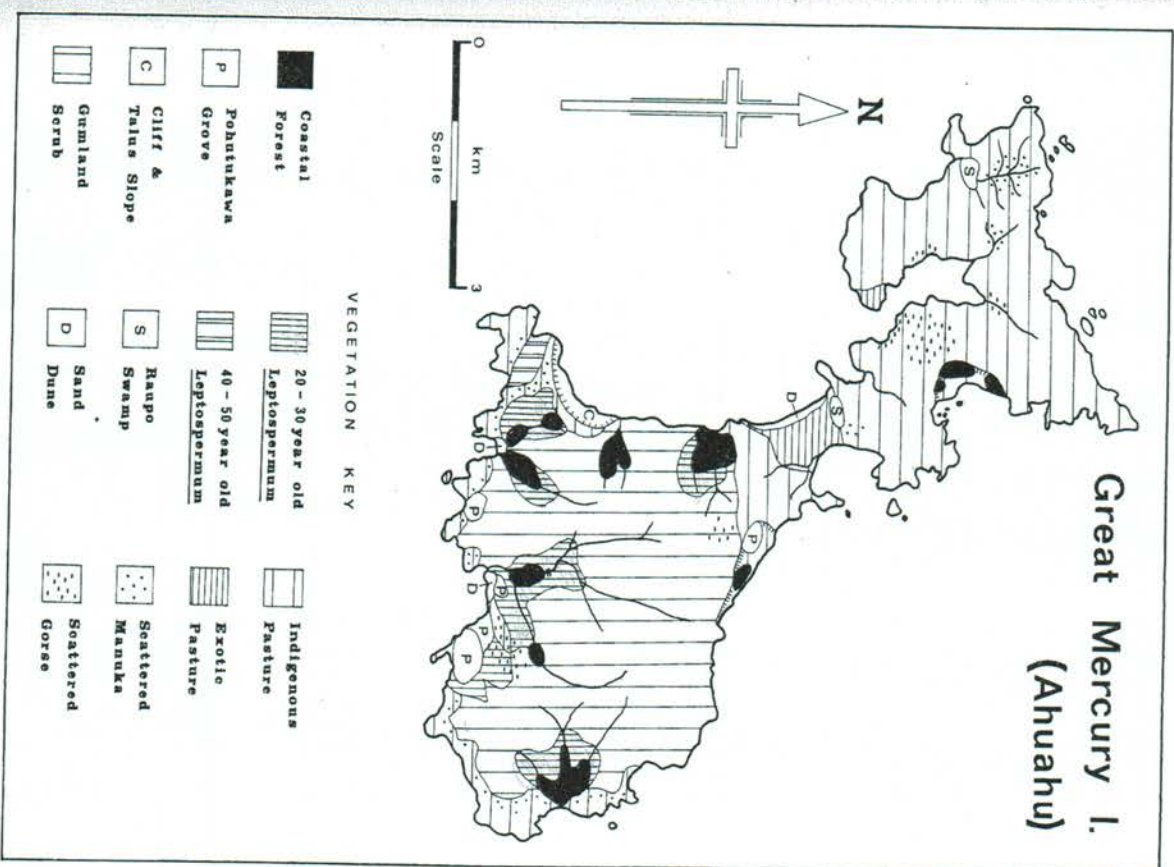 Great Mercury I.
(Ahuahu)
N
0 km 3
Scale
S
S
D
P
C
D
P
D
P
P
VEGETATION KEY
Coastal
Forest
P Pohutukawa
Grove
C Cliff &
Talus Slope
Gumland
Scrub
20 - 30 year old
Leptospermum
40 - 50 year old
Leptospermum
S Raupo
Swamp
D Sand
Dune
Indigenous
Pasture
Exotic
Pasture
Scattered
Manuka
Scattered
Gorse